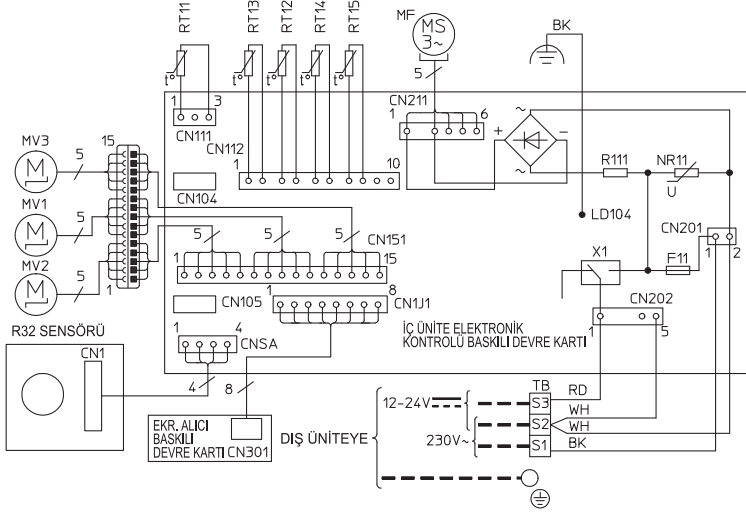 RT11
RT13
RT12
RT14
RT15
MF
MS
3~
BK
t°
t°
t°
t°
t°
5
1
3
CN111
CN211
1
6
+
~
−
~
MV3
15
5
CN112
1
10
R111
NR11
U
CN104
MV1
5
LD104
CN201
1
2
MV2
5
1
5
5
5
CN151
1
15
X1
F11
CN105
1
8
CN1J1
CN202
1
5
R32 SENSÖRÜ
CN1
1
4
CNSA
İÇ ÜNİTE ELEKTRONİK
KONTROLÜ BASKILI DEVRE KARTI
4
8
TB
12-24V
S3
RD
WH
S2
WH
230V~
S1
BK
EKR. ALICI
BASKILI
DEVRE KARTI CN301
DIŞ ÜNİTEYE